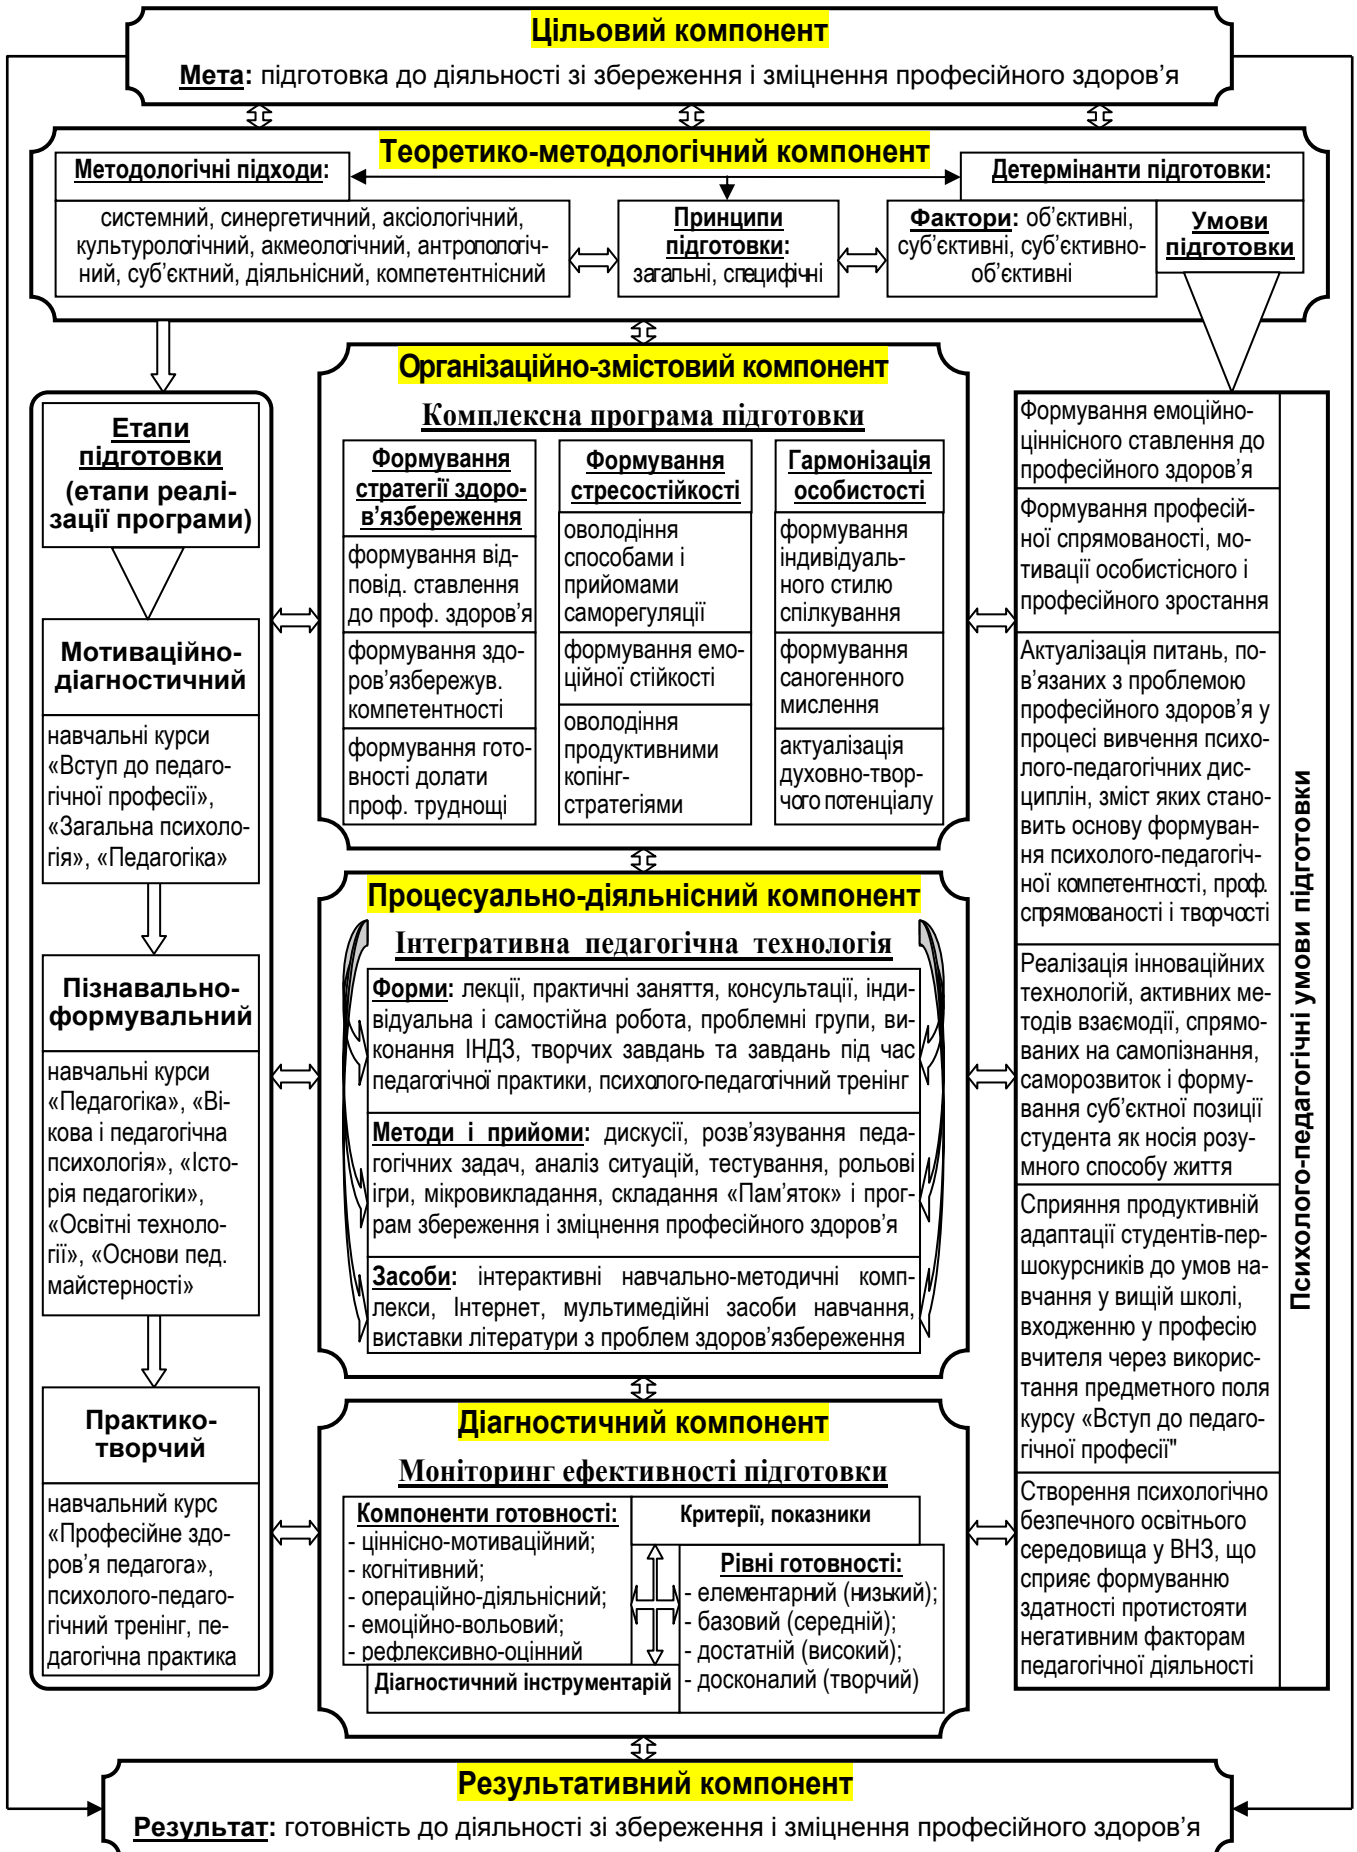 Цільовий компонент
Мета: підготовка до діяльності зі збереження і зміцнення професійного здоров’я
Теоретико-методологічний компонент
Методологічні підходи:
системний, синергетичний, аксіологічний,
культурологічний, акмеологічний, антропологіч-
ний, суб’єктний, діяльнісний, компетентнісний
Принципи
підготовки:
загальні, специфічні
Детермінанти підготовки:
Фактори: об’єктивні,
суб’єктивні, суб’єктивно-
об’єктивні
Умови
підготовки
Етапи
підготовки
(етапи реалі-
зації програми)
Мотиваційно-
діагностичний
навчальні курси
«Вступ до педаго-
гічної професії»,
«Загальна психоло-
гія», «Педагогіка»
Пізнавально-
формувальний
навчальні курси
«Педагогіка», «Ві-
кова і педагогічна
психологія», «Істо-
рія педагогіки»,
«Освітні техноло-
гії», «Основи пед.
майстерності»
Практико-
творчий
навчальний курс
«Професійне здо-
ров’я педагога»,
психолого-педаго-
гічний тренінг, пе-
дагогічна практика
Організаційно-змістовий компонент
Комплексна програма підготовки
Формування
стратегії здоро-
в’язбереження
формування від-
повід. ставлення
до проф. здоров’я
формування здо-
ров’язбережув.
компетентності
формування гото-
вності долати
проф. труднощі
Формування
стресостійкості
оволодіння
способами і
прийомами
саморегуляції
формування емо-
ційної стійкості
оволодіння
продуктивними
копінг-
стратегіями
Гармонізація
особистості
формування
індивідуаль-
ного стилю
спілкування
формування
саногенного
мислення
актуалізація
духовно-твор-
чого потенціалу
Процесуально-діяльнісний компонент
Інтегративна педагогічна технологія
Форми: лекції, практичні заняття, консультації, інди-
відуальна і самостійна робота, проблемні групи, ви-
конання ІНДЗ, творчих завдань та завдань під час
педагогічної практики, психолого-педагогічний тренінг
Методи і прийоми: дискусії, розв’язування педа-
гогічних задач, аналіз ситуацій, тестування, рольові
ігри, мікровикладання, складання «Пам’яток» і прог-
рам збереження і зміцнення професійного здоров’я
Засоби: інтерактивні навчально-методичні комп-
лекси, Інтернет, мультимедійні засоби навчання,
виставки літератури з проблем здоров’язбереження
Діагностичний компонент
Моніторинг ефективності підготовки
Компоненти готовності:
- ціннісно-мотиваційний;
- когнітивний;
- операційно-діяльнісний;
- емоційно-вольовий;
- рефлексивно-оцінний
Критерії, показники
Рівні готовності:
- елементарний (низький);
- базовий (середній);
- достатній (високий);
- досконалий (творчий)
Діагностичний інструментарій
Формування емоційно-
ціннісного ставлення до
професійного здоров’я
Формування професій-
ної спрямованості, мо-
тивації особистісного і
професійного зростання
Актуалізація питань, по-
в’язаних з проблемою
професійного здоров’я у
процесі вивчення психо-
лого-педагогічних дис-
циплін, зміст яких стано-
вить основу формуван-
ня психолого-педагогіч-
ної компетентності, проф.
спрямованості і творчості
Реалізація інноваційних
технологій, активних ме-
тодів взаємодії, спрямо-
ваних на самопізнання,
саморозвиток і форму-
вання суб’єктної позиції
студента як носія розу-
много способу життя
Сприяння продуктивній
адаптації студентів-пер-
шокурсників до умов на-
вчання у вищій школі,
входженню у професію
вчителя через викорис-
тання предметного поля
курсу «Вступ до педаго-
гічної професії"
Створення психологічно
безпечного освітнього
середовища у ВНЗ, що
сприяє формуванню
здатності протистояти
негативним факторам
педагогічної діяльності
Психолого-педагогічні умови підготовки
Результативний компонент
Результат: готовність до діяльності зі збереження і зміцнення професійного здоров’я